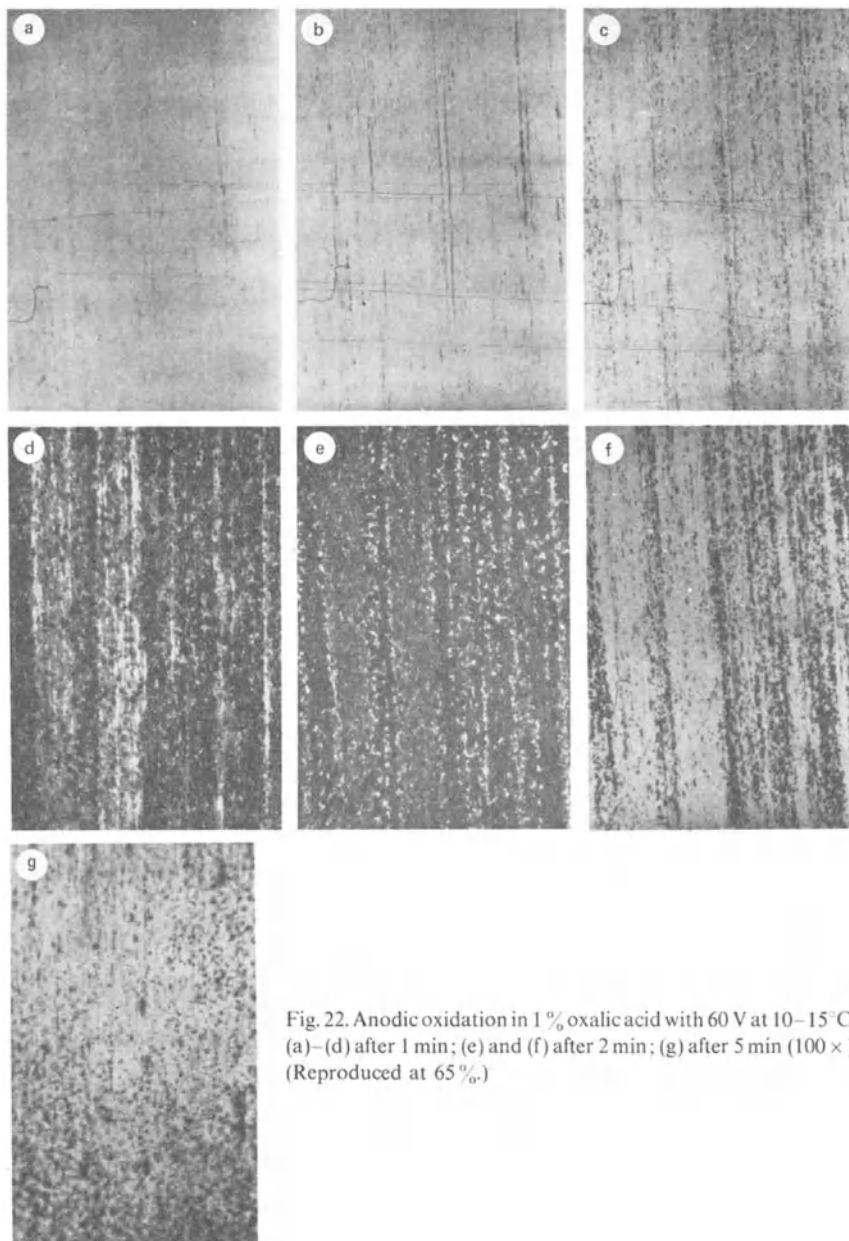 a
b
c
d
e
f
g
Fig. 22. Anodic oxidation in 1 % oxalic acid with 60 V at 10–15°C
(a)–(d) after 1 min; (e) and (f) after 2 min; (g) after 5 min (100 ×
(Reproduced at 65%.)